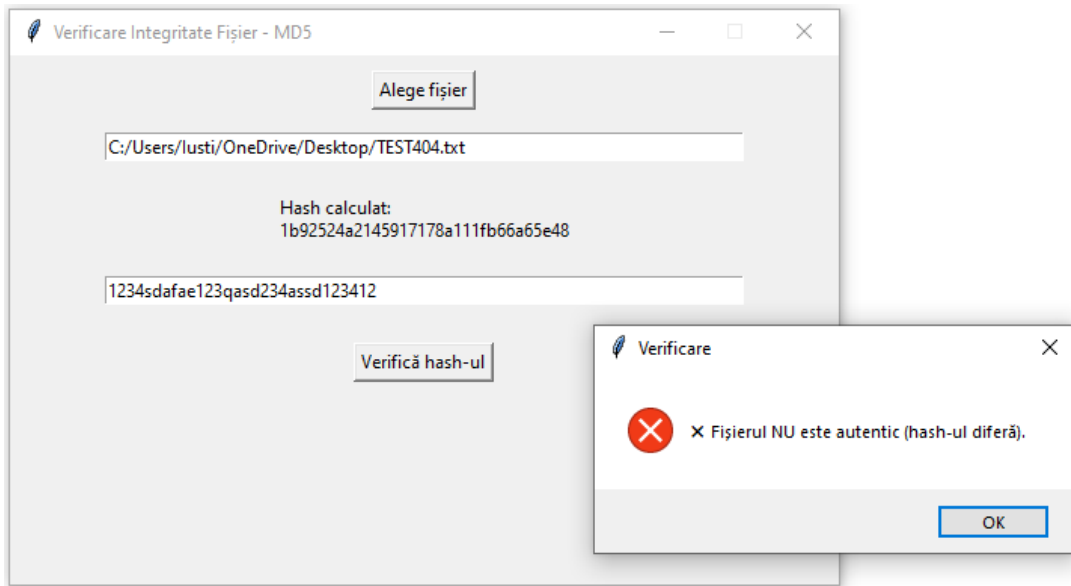 Verificare Integritate Fișier - MD5
Alege fișier
C:/Users/Iusti/OneDrive/Desktop/TEST404.txt
Hash calculat:
1b92524a2145917178a111fb66a65e48
1234sdafae123qasd234assd123412
Verifică hash-ul
Verificare
✕ Fișierul NU este autentic (hash-ul diferă).
OK